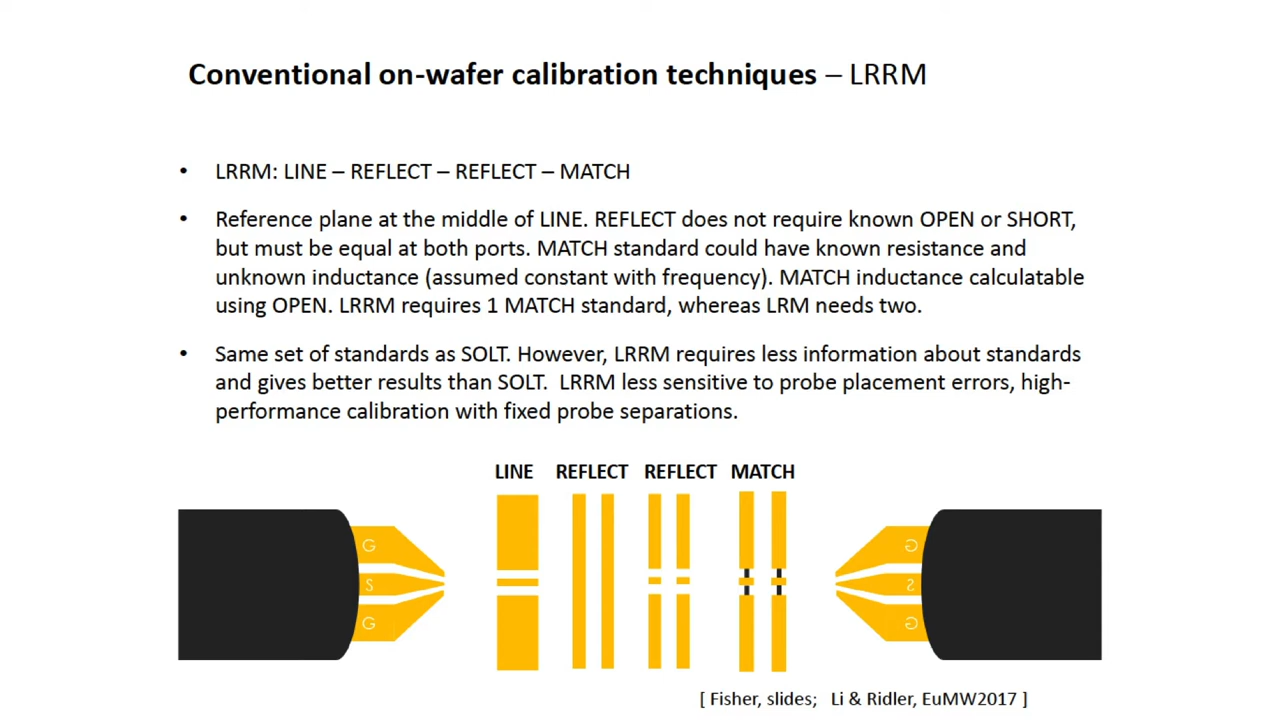 Conventional on-wafer calibration techniques – LRRM
• LRRM: LINE – REFLECT – REFLECT – MATCH
• Reference plane at the middle of LINE. REFLECT does not require known OPEN or SHORT,
but must be equal at both ports. MATCH standard could have known resistance and
unknown inductance (assumed constant with frequency). MATCH inductance calculatable
using OPEN. LRRM requires 1 MATCH standard, whereas LRM needs two.
• Same set of standards as SOLT. However, LRRM requires less information about standards
and gives better results than SOLT.  LRRM less sensitive to probe placement errors, high-
performance calibration with fixed probe separations.
LINE REFLECT REFLECT MATCH
G G
S S
G G
[ Fisher, slides;   Li & Ridler, EuMW2017 ]